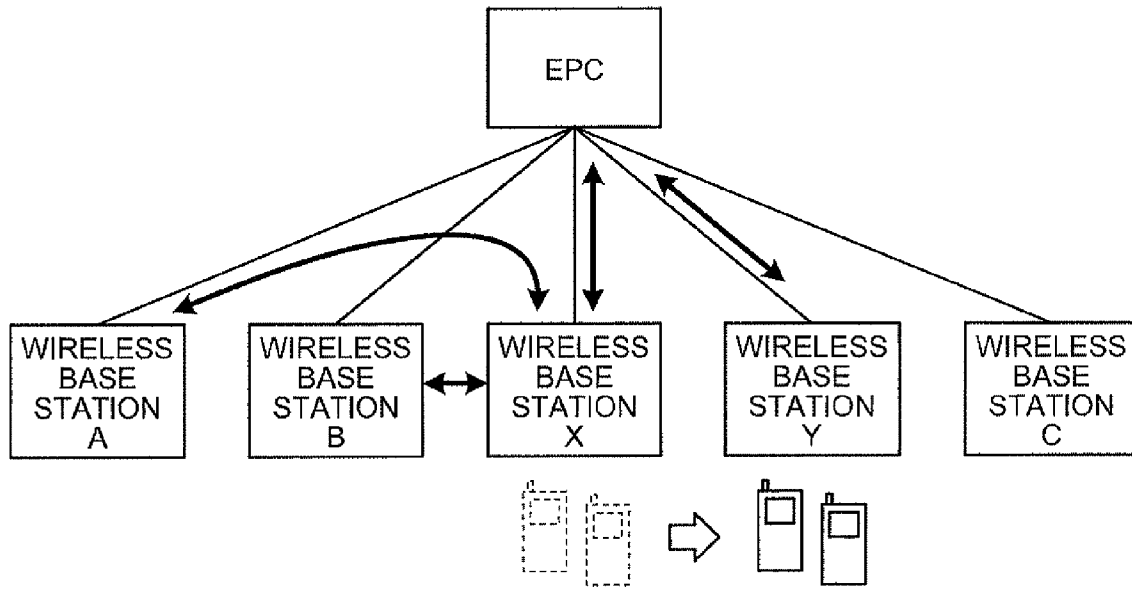 EPC
WIRELESS
BASE
STATION
A
WIRELESS
BASE
STATION
B
WIRELESS
BASE
STATION
X
WIRELESS
BASE
STATION
Y
WIRELESS
BASE
STATION
C